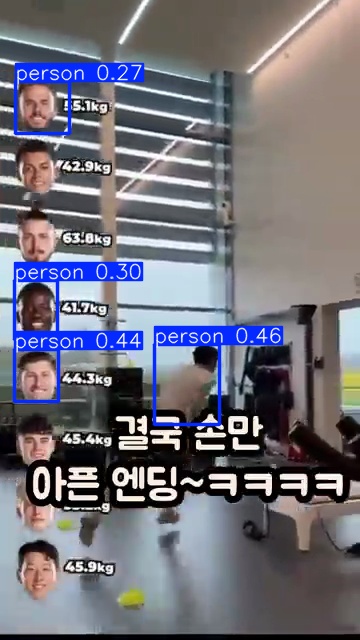 person 0.27
55.1kg
42.9kg
63.8kg
person 0.30
41.7kg
person 0.44
person 0.46
44.3kg
45.4kg
결국 손만
아픈 엔딩~ㅋㅋㅋㅋ
45.9kg